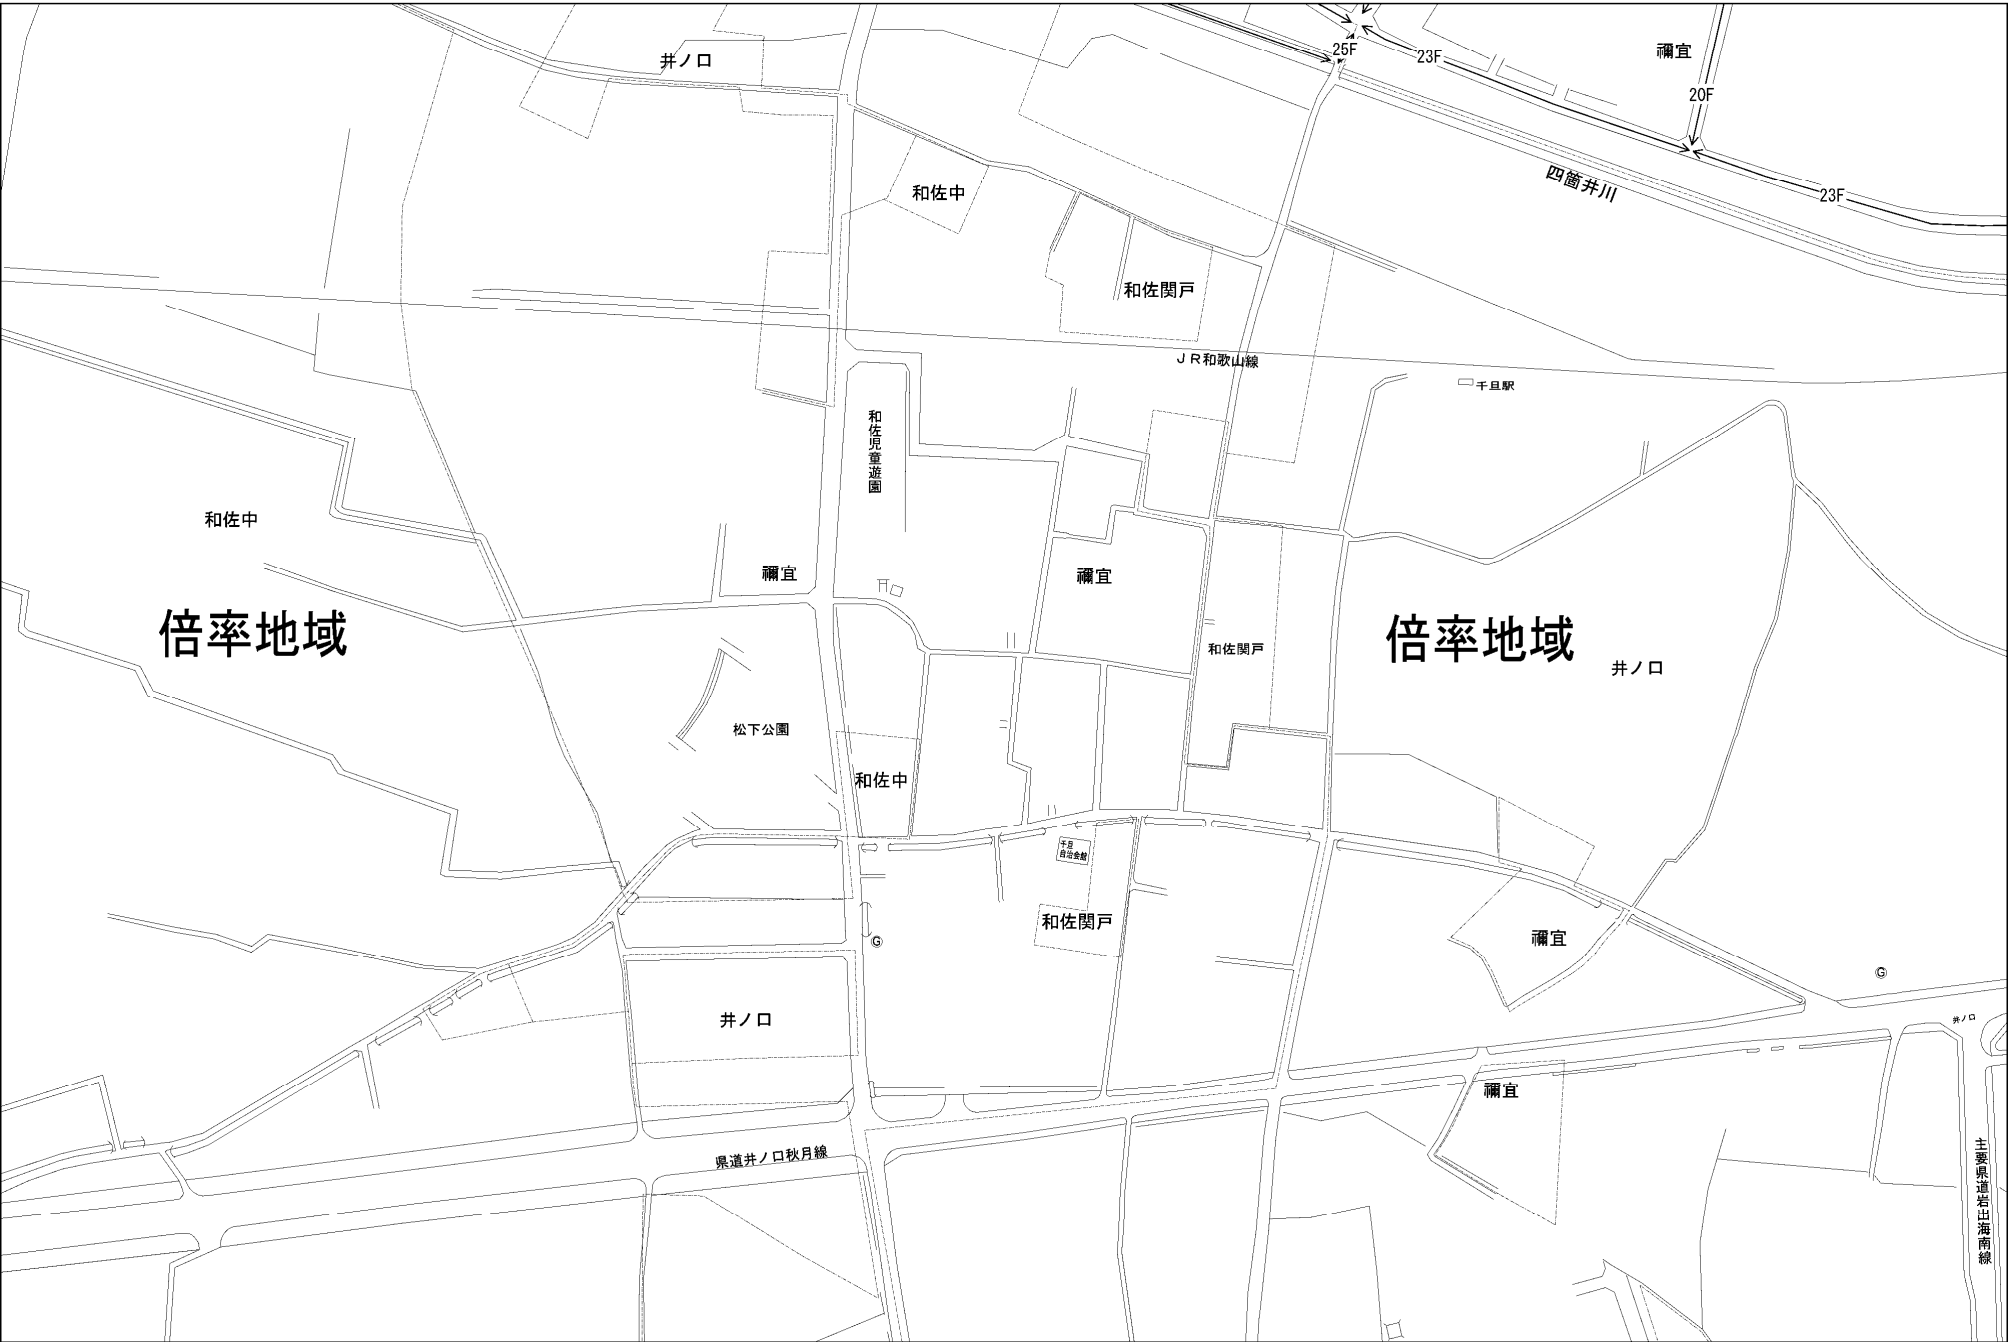 井ノ口
25F
23F
禰宜
20F
四箇井川
23F
和佐中
和佐関戸
ＪＲ和歌山線
千旦駅
和佐児童遊園
和佐中
禰宜
禰宜
倍率地域
倍率地域
和佐関戸
井ノ口
松下公園
和佐中
千旦
自治会館
和佐関戸
G
禰宜
G
井ノ口
井ノ口
禰宜
県道井ノ口秋月線
主要県道岩出海南線